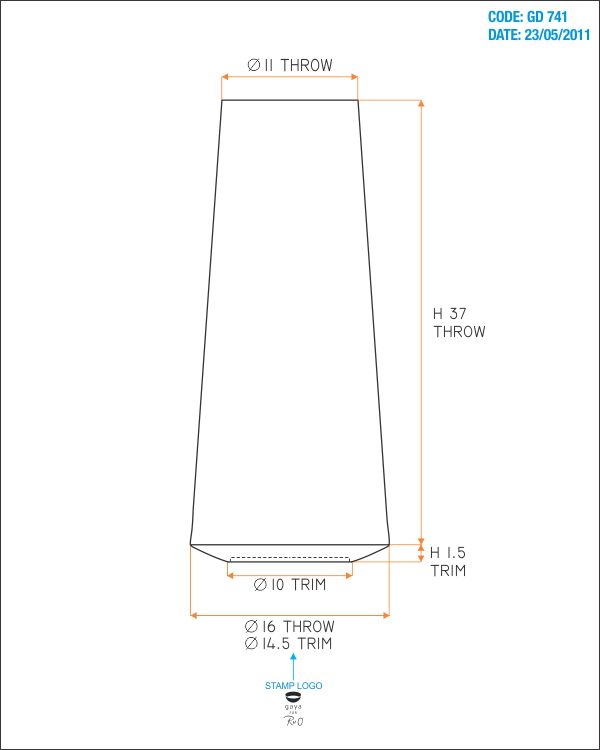 CODE: GD 741
DATE: 23/05/2011
Ø 11 THROW
H 37
THROW
H 1.5
TRIM
Ø 10 TRIM
Ø 16 THROW
Ø 14.5 TRIM
STAMP LOGO
gaya